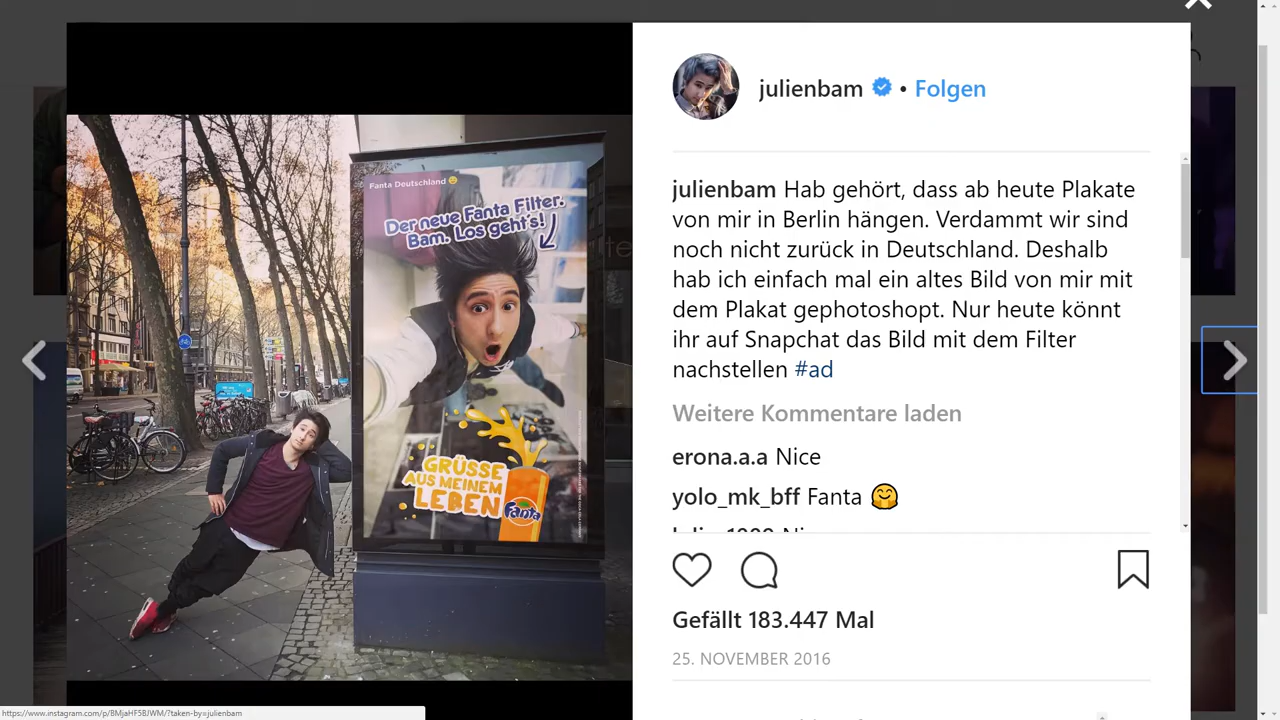 julienbam • Folgen
Fanta Deutschland
Der neue Fanta Filter.
Bam. Los geht's!
GRÜSSE
AUS MEINEM
LEBEN
Fanta
julienbam Hab gehört, dass ab heute Plakate
von mir in Berlin hängen. Verdammt wir sind
noch nicht zurück in Deutschland. Deshalb
hab ich einfach mal ein altes Bild von mir mit
dem Plakat gephotoshopt. Nur heute könnt
ihr auf Snapchat das Bild mit dem Filter
nachstellen #ad
Weitere Kommentare laden
erona.a.a Nice
yolo_mk_bff Fanta 🤗
Gefällt 183.447 Mal
25. NOVEMBER 2016
https://www.instagram.com/p/BMjaHF5BJWM/?taken-by=julienbam